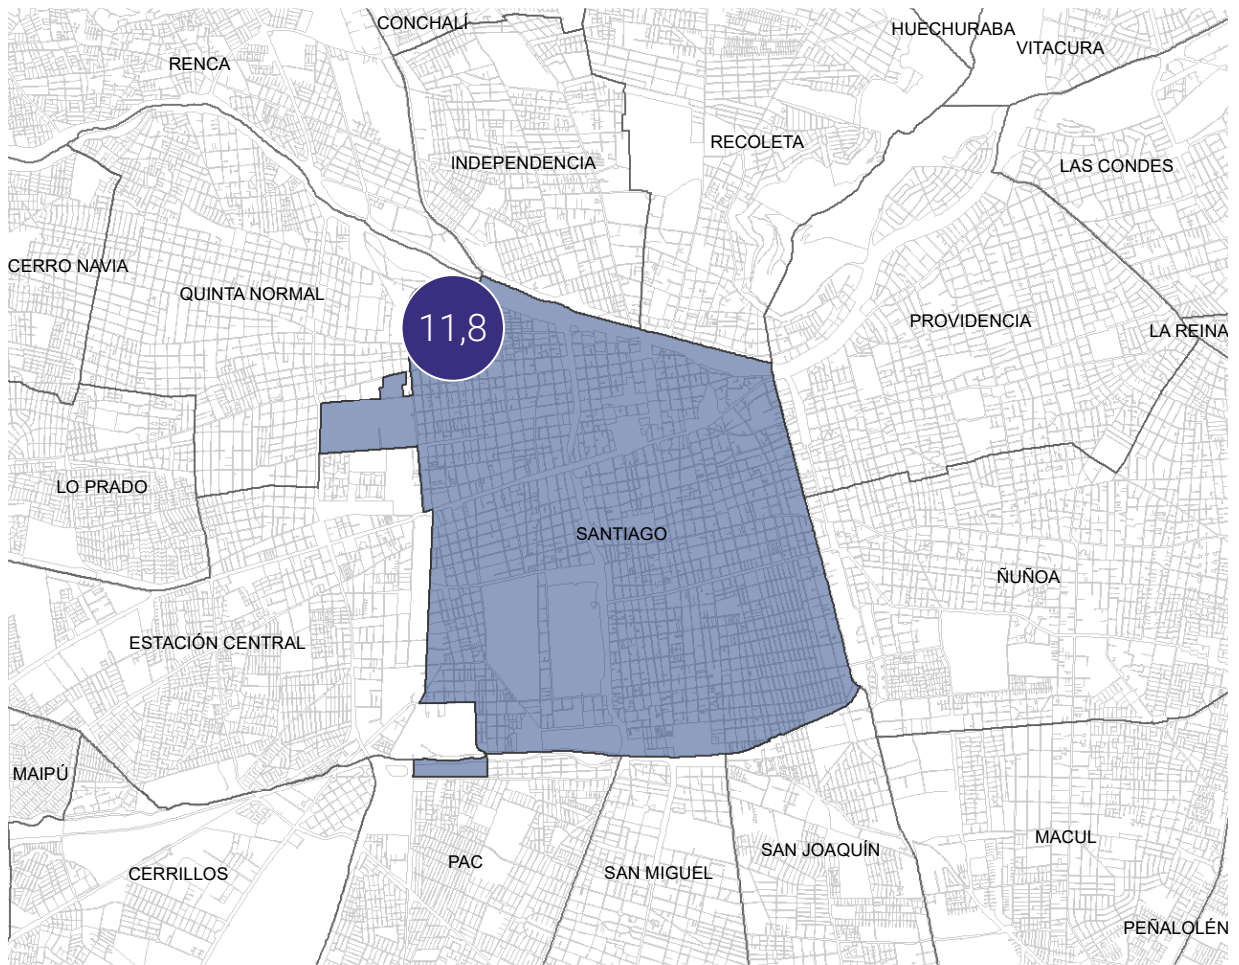 CONCHALÍ
HUECHURABA
VITACURA
RENCA
RECOLETA
INDEPENDENCIA
LAS CONDES
CERRO NAVIA
QUINTA NORMAL
PROVIDENCIA
11,8
LA REINA
LO PRADO
SANTIAGO
ÑUÑOA
ESTACIÓN CENTRAL
MAIPÚ
MACUL
SAN JOAQUÍN
PAC
SAN MIGUEL
CERRILLOS
PEÑALOLÉN